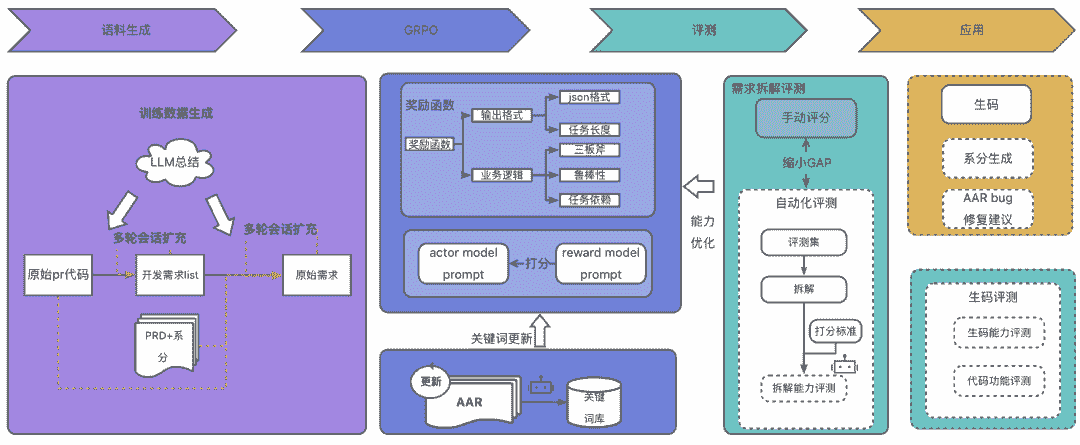 语料生成
GRPO
评测
应用
训练数据生成
LLM总结
多轮会话扩充
多轮会话扩充
原始pr代码
开发需求list
原始需求
PRD+系
分
奖励函数
奖励函数
输出格式
业务逻辑
json格式
任务长度
三板斧
鲁棒性
任务依赖
actor model
prompt
打分
reward model
prompt
关键词更新
更新
AAR
关键
词库
能力
优化
需求拆解评测
手动评分
缩小GAP
自动化评测
评测集
拆解
打分标准
拆解能力评测
生码
系分生成
AAR bug
修复建议
生码评测
生码能力评测
代码功能评测